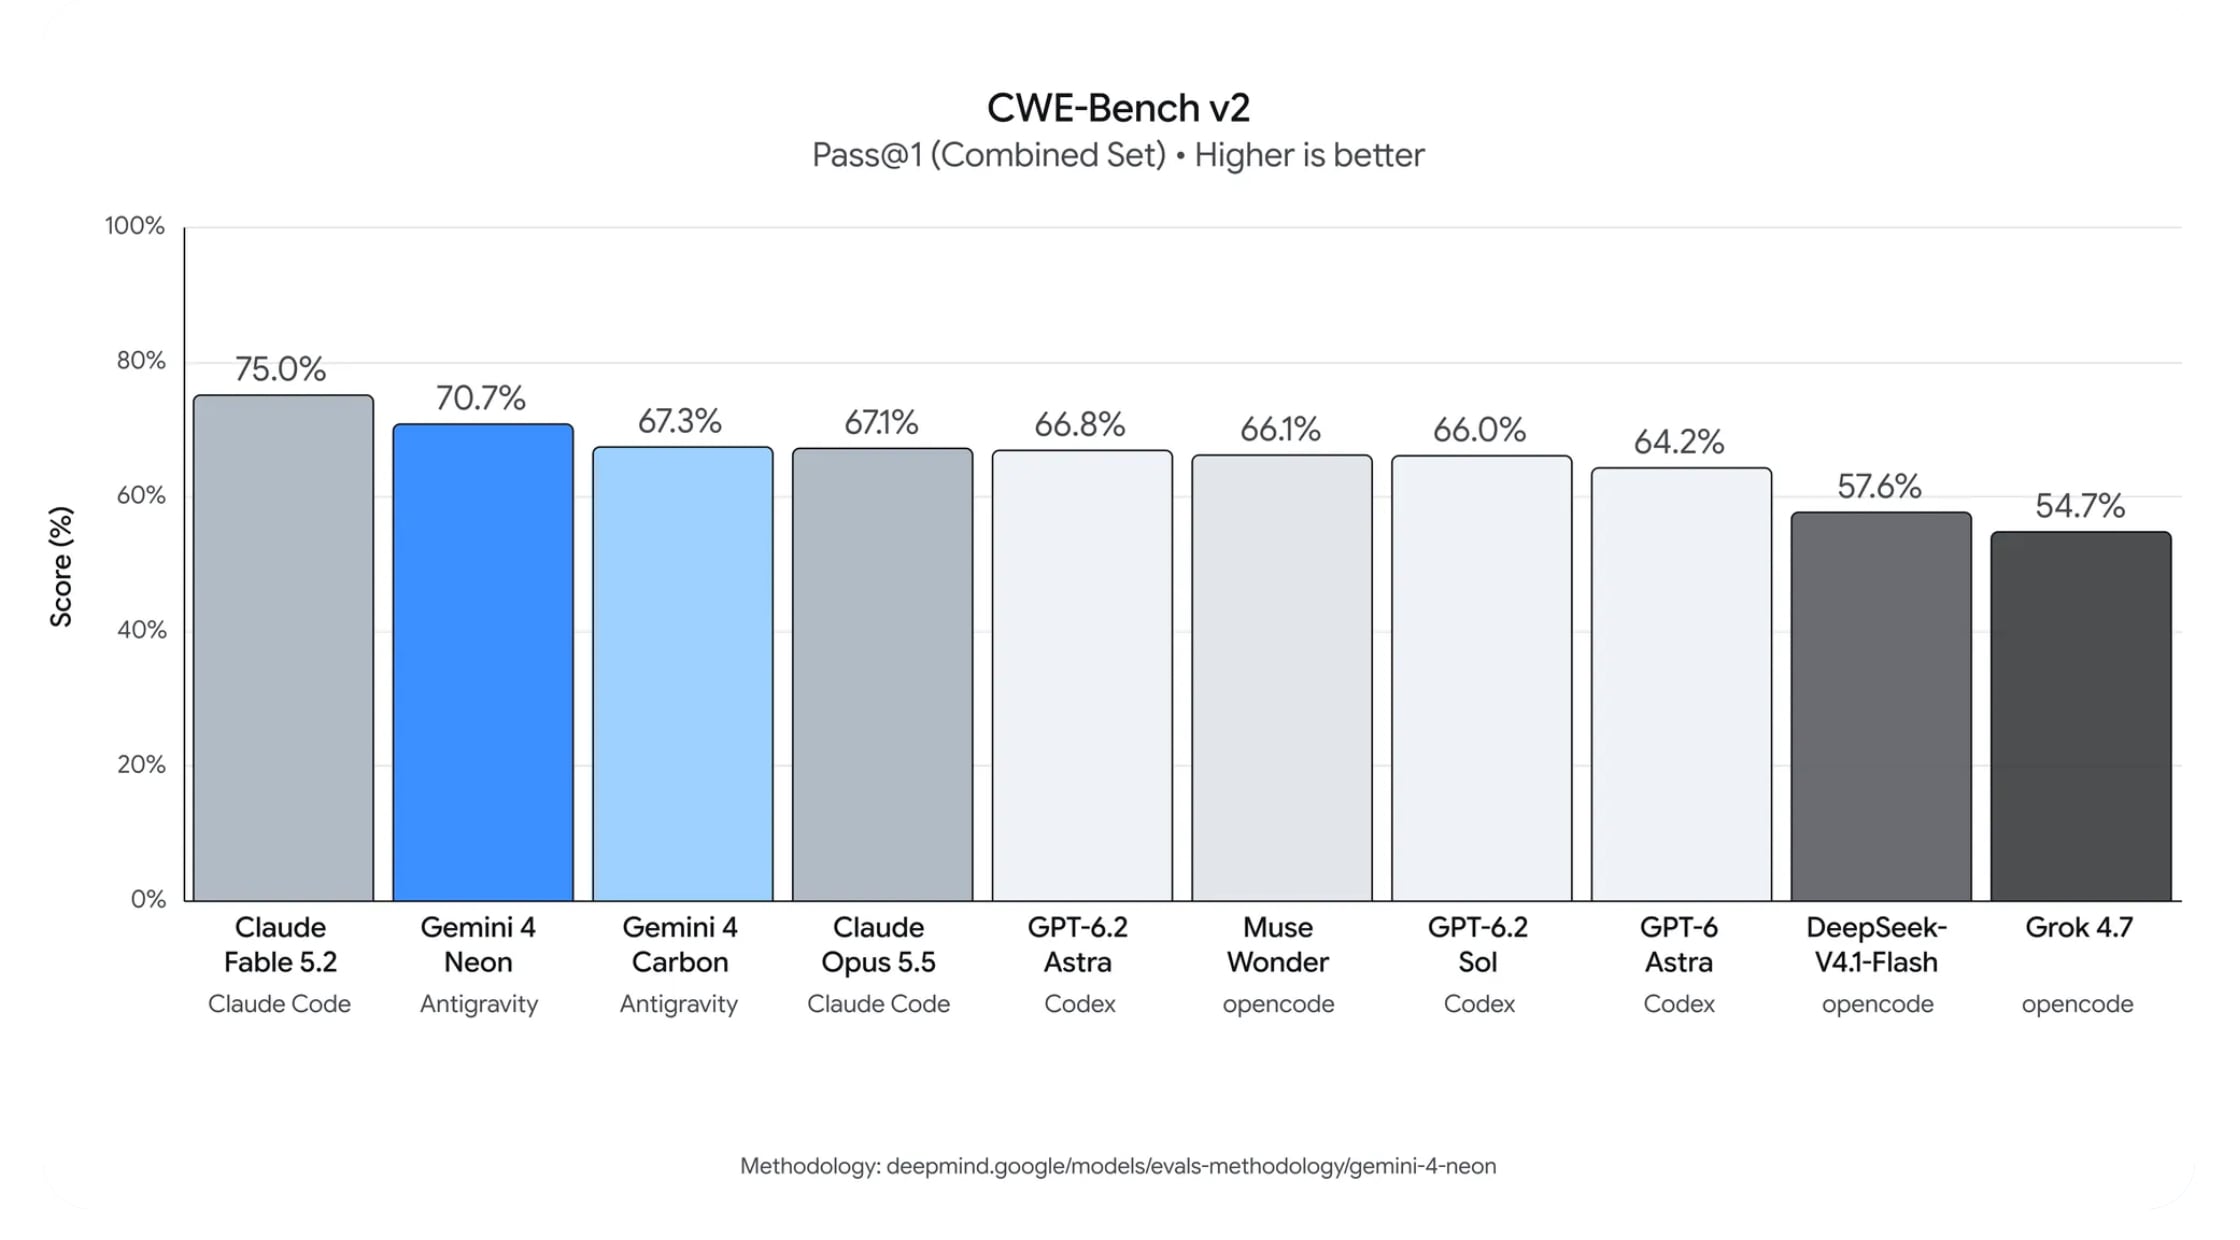 CWE-Bench v2
Pass@1 (Combined Set) • Higher is better
Score (%)
100%
80%
60%
40%
20%
0%
75.0%
70.7%
67.3%
67.1%
66.8%
66.1%
66.0%
64.2%
57.6%
54.7%
Claude
Fable 5.2
Claude Code
Gemini 4
Neon
Antigravity
Gemini 4
Carbon
Antigravity
Claude
Opus 5.5
Claude Code
GPT-6.2
Astra
Codex
Muse
Wonder
opencode
GPT-6.2
Sol
Codex
GPT-6
Astra
Codex
DeepSeek-
V4.1-Flash
opencode
Grok 4.7
opencode
Methodology: deepmind.google/models/evals-methodology/gemini-4-neon